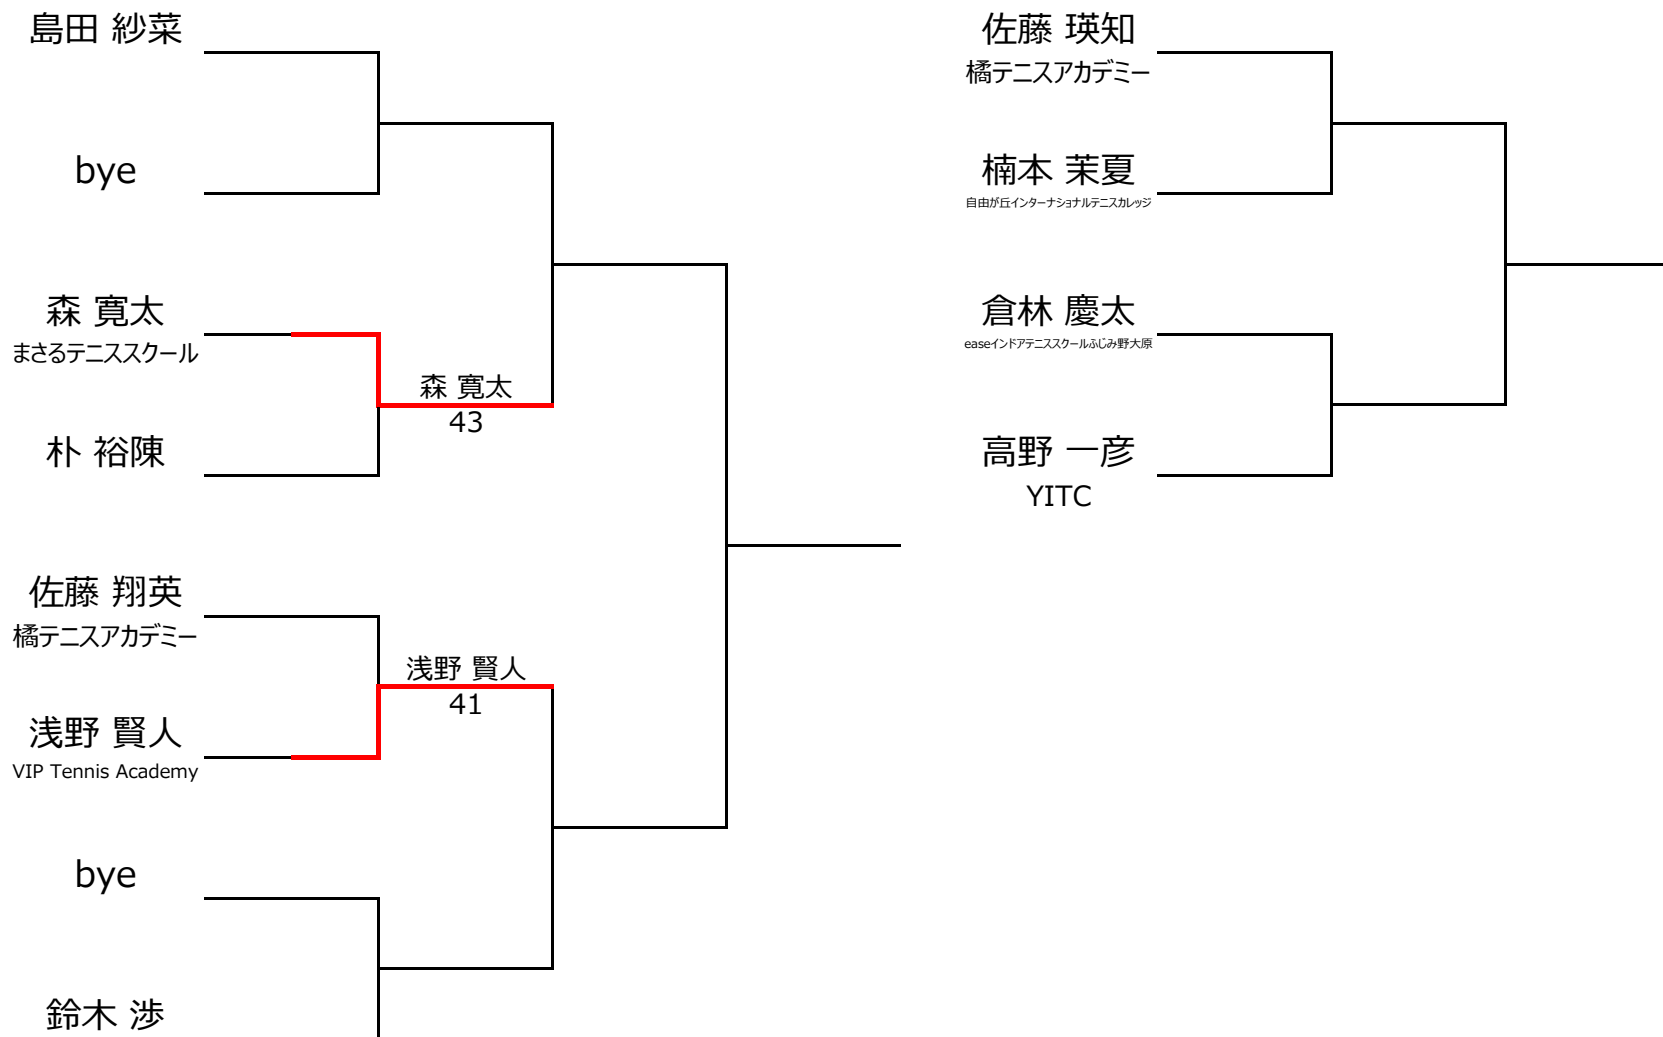 島田 紗菜
bye
森 寛太
まさるテニススクール
森 寛太
43
朴 裕陳
佐藤 翔英
橘テニスアカデミー
浅野 賢人
41
浅野 賢人
VIP Tennis Academy
bye
鈴木 渉
佐藤 瑛知
橘テニスアカデミー
楠本 茉夏
自由が丘インターナショナルテニスカレッジ
倉林 慶太
easeインドアテニススクールふじみ野大原
高野 一彦
YITC